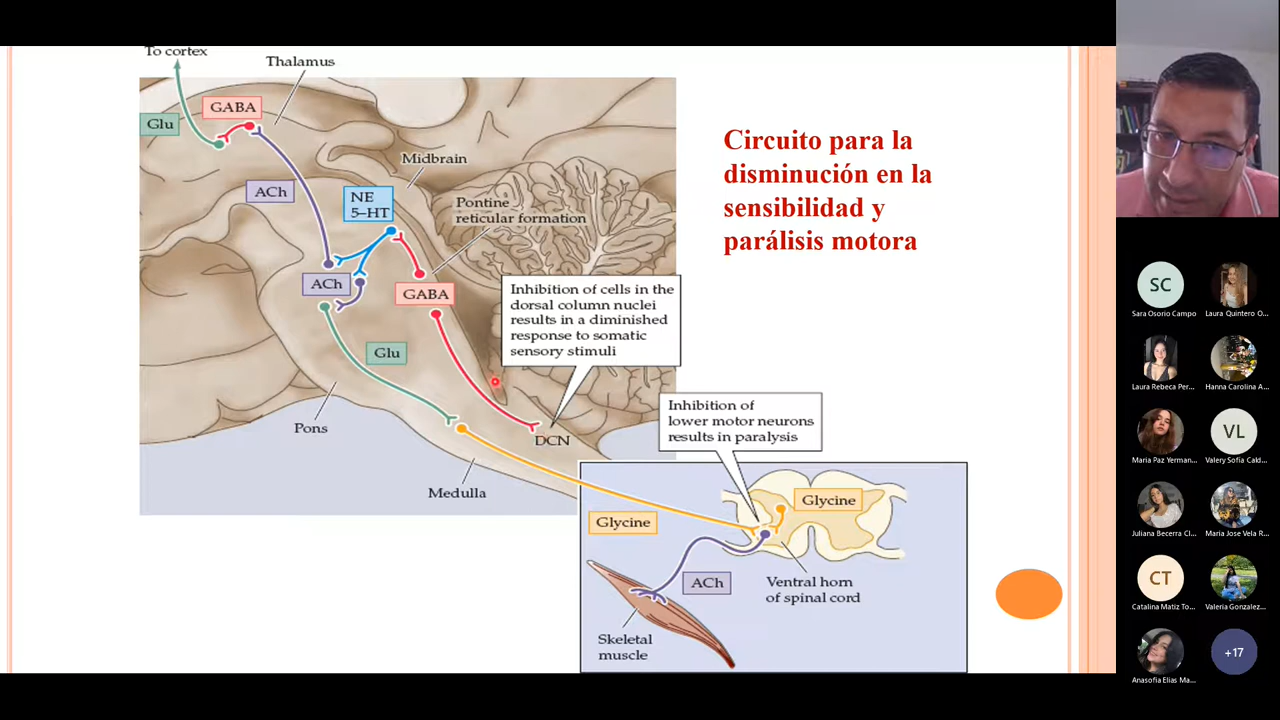 To cortex
Thalamus
GABA
Glu
Midbrain
ACh
NE
5–HT
Pontine
reticular formation
ACh
GABA
Inhibition of cells in the
dorsal column nuclei
results in a diminished
response to somatic
sensory stimuli
Glu
Pons
DCN
Medulla
Inhibition of
lower motor neurons
results in paralysis
Glycine
Glycine
ACh
Ventral horn
of spinal cord
Skeletal
muscle
Circuito para la
disminución en la
sensibilidad y
parálisis motora
SC
Sara Osorio Campo
Laura Quintero O...
Laura Rebeca Per...
Hanna Carolina A...
Maria Paz Yerman...
VL
Valery Sofía Cald...
Juliana Becerra Cl...
Maria Jose Vela R...
CT
Catalina Matiz To...
Valeria Gonzalez...
Anasofia Elias Ma...
+17